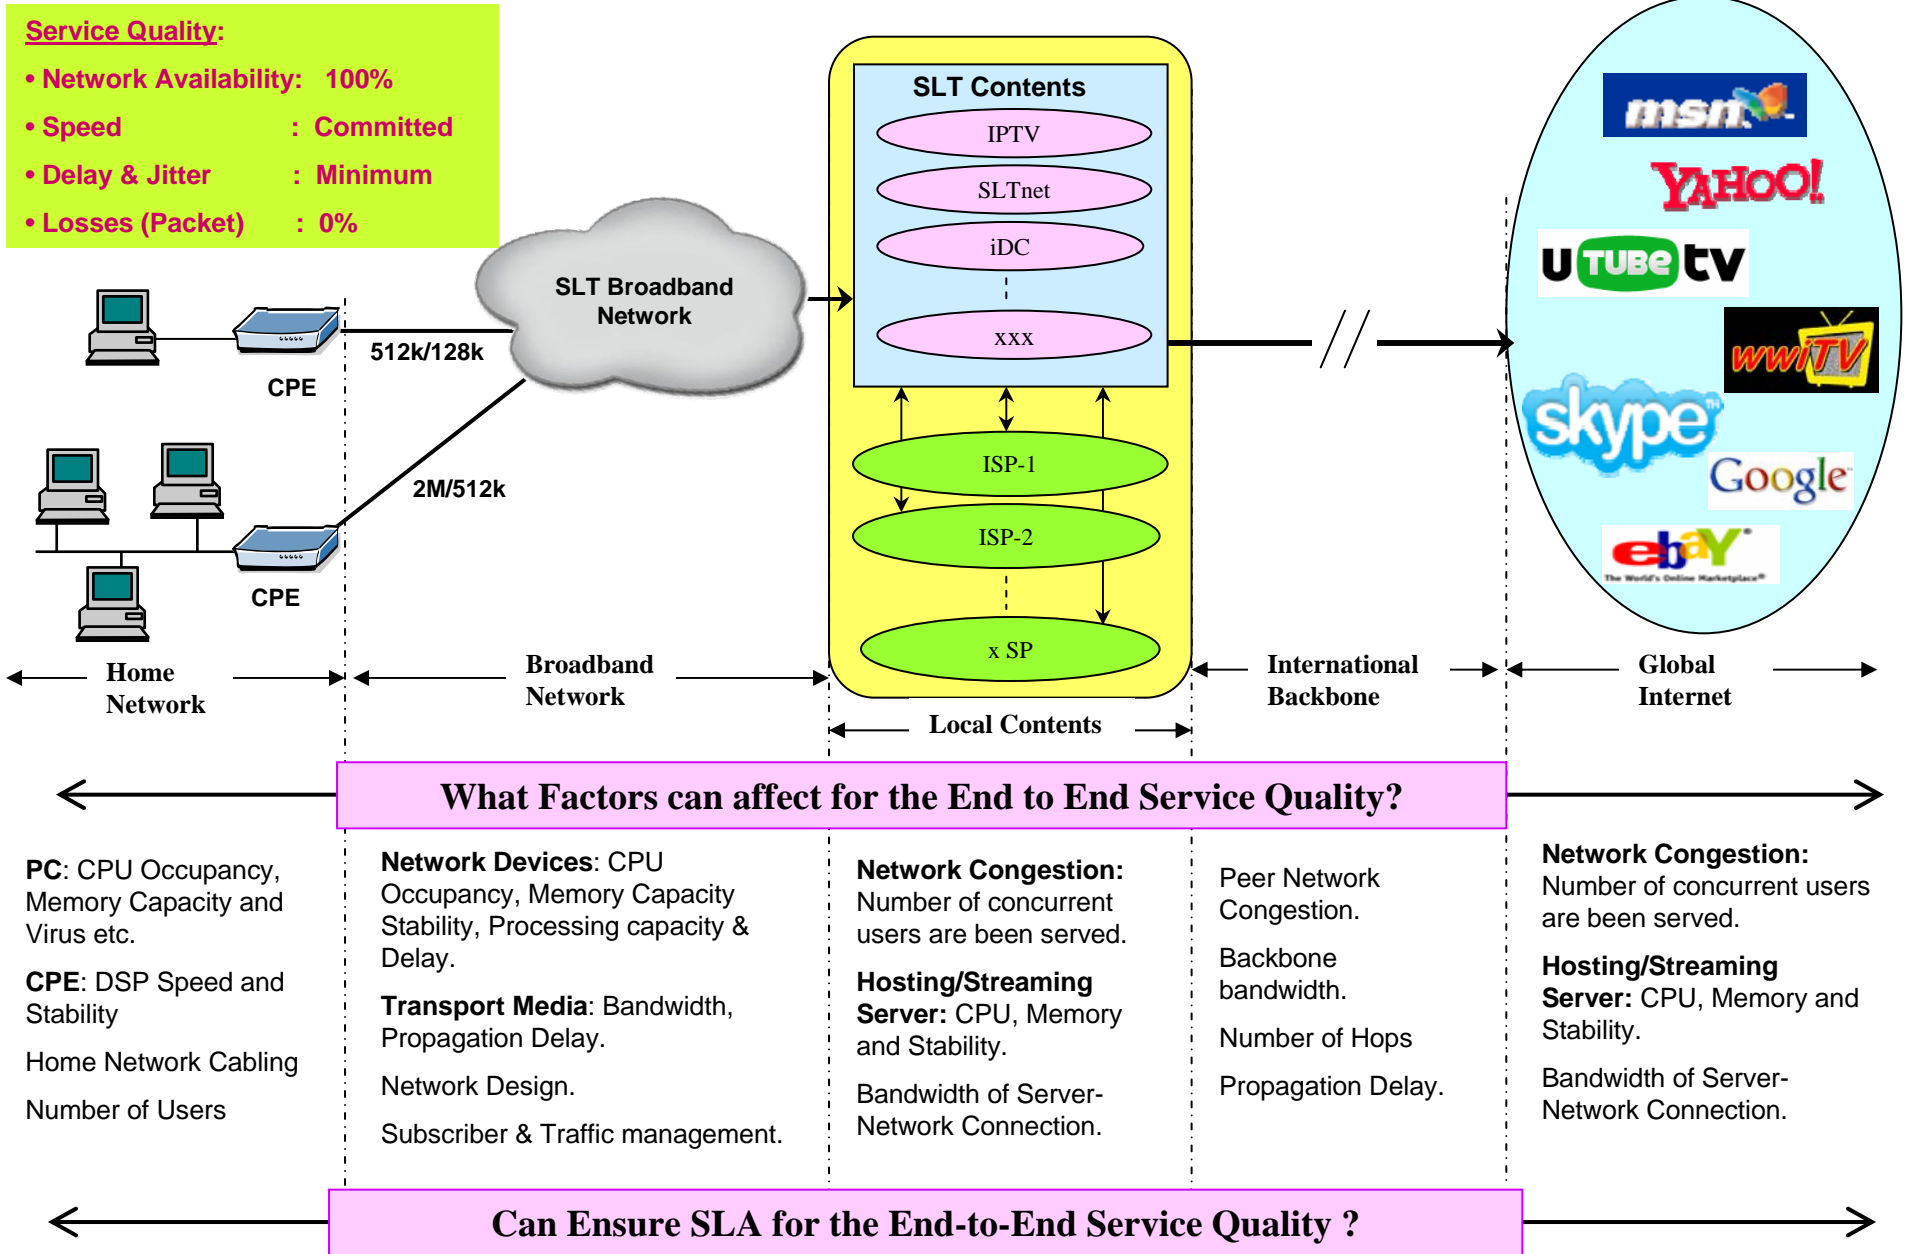 Service Quality:
• Network Availability: 100%
• Speed : Committed
• Delay & Jitter : Minimum
• Losses (Packet) : 0%
SLT Broadband
Network
CPE
512k/128k
2M/512k
CPE
SLT Contents
IPTV
SLTnet
iDC
xxx
ISP-1
ISP-2
x SP
msn
YAHOO!
U TUBe tv
wwiTV
skype TM
Google
ebaY
The World's Online Marketplace®
Home
Network
Broadband
Network
Local Contents
International
Backbone
Global
Internet
What Factors can affect for the End to End Service Quality?
PC: CPU Occupancy,
Memory Capacity and
Virus etc.
CPE: DSP Speed and
Stability
Home Network Cabling
Number of Users
Network Devices: CPU
Occupancy, Memory Capacity
Stability, Processing capacity &
Delay.
Transport Media: Bandwidth,
Propagation Delay.
Network Design.
Subscriber & Traffic management.
Network Congestion:
Number of concurrent
users are been served.
Hosting/Streaming
Server: CPU, Memory
and Stability.
Bandwidth of Server-
Network Connection.
Peer Network
Congestion.
Backbone
bandwidth.
Number of Hops
Propagation Delay.
Network Congestion:
Number of concurrent users
are been served.
Hosting/Streaming
Server: CPU, Memory and
Stability.
Bandwidth of Server-
Network Connection.
Can Ensure SLA for the End-to-End Service Quality ?